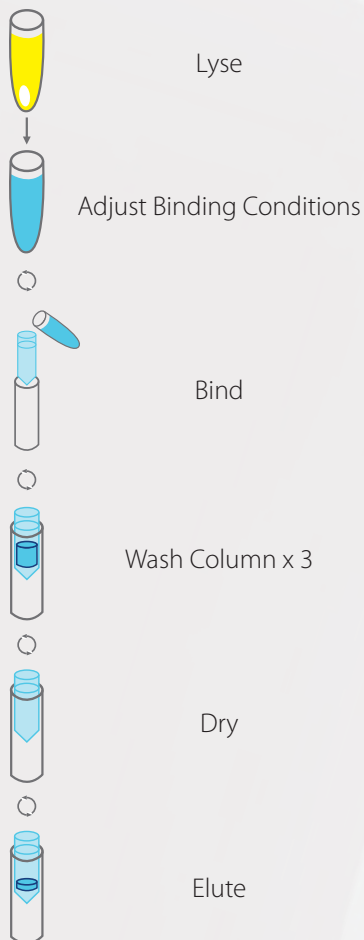 Lyse
Adjust Binding Conditions
Bind
Wash Column x 3
Dry
Elute